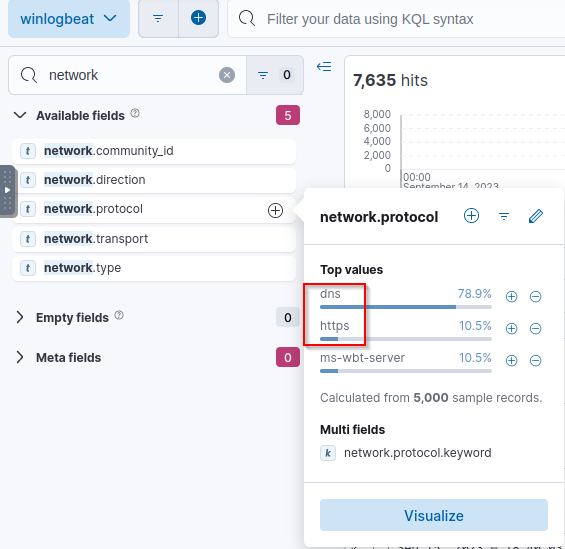 winlogbeat
Filter your data using KQL syntax
network
0
7,635 hits
Available fields
5
8,000
6,000
4,000
2,000
0
00:00
September 14, 2023
t network.community_id
t network.direction
t network.protocol
t network.transport
t network.type
Empty fields
0
Meta fields
0
network.protocol
Top values
dns 78.9%
https 10.5%
ms-wbt-server 10.5%
Calculated from 5,000 sample records.
Multi fields
k network.protocol.keyword
Visualize